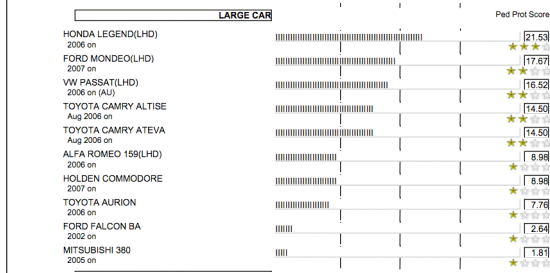 LARGE CAR
Ped Prot Score
HONDA LEGEND(LHD)
21.53
2006 on
FORD MONDEO(LHD)
17.67
2007 on
VW PASSAT(LHD)
16.52
2006 on (AU)
TOYOTA CAMRY ALTISE
14.50
Aug 2006 on
TOYOTA CAMRY ATEVA
14.50
Aug 2006 on
ALFA ROMEO 159(LHD)
8.98
2006 on
HOLDEN COMMODORE
8.98
2007 on
TOYOTA AURION
7.76
2006 on
FORD FALCON BA
2.64
2002 on
MITSUBISHI 380
1.81
2005 on